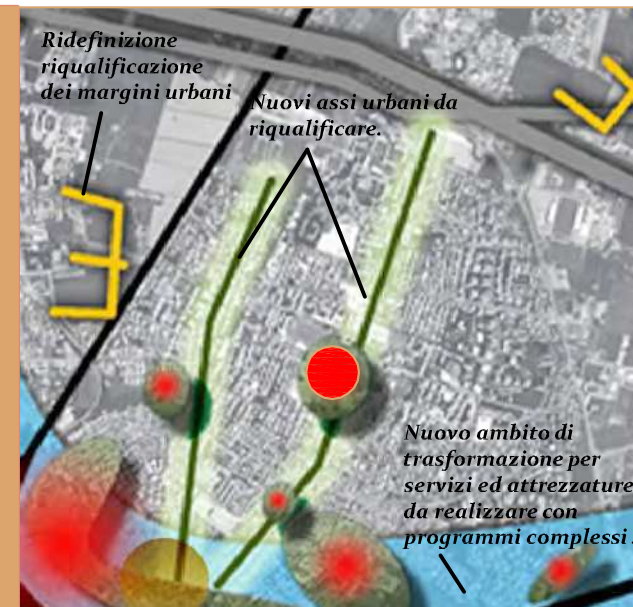 Ridefinizione
riqualificazione
dei margini urbani
Nuovi assi urbani da
riqualificare.
Nuovo ambito di
trasformazione per
servizi ed attrezzature
da realizzare con
programmi complessi.